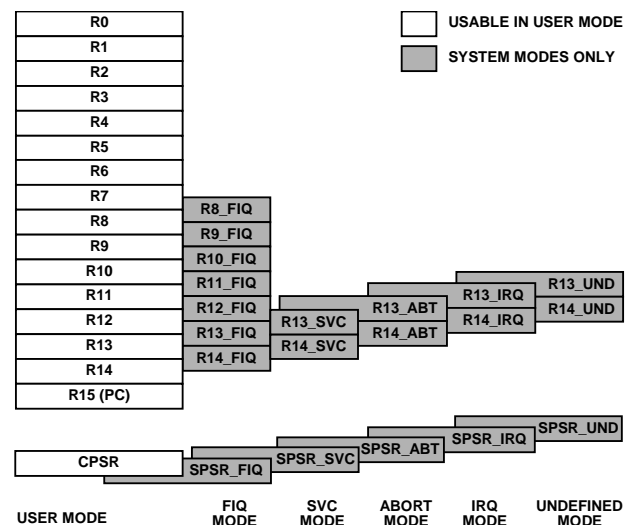 R0
R1
R2
R3
R4
R5
R6
R7
R8
R9
R10
R11
R12
R13
R14
R15 (PC)
R8_FIQ
R9_FIQ
R10_FIQ
R11_FIQ
R12_FIQ
R13_FIQ
R14_FIQ
R13_SVC
R14_SVC
R13_ABT
R14_ABT
R13_IRQ
R14_IRQ
R13_UND
R14_UND
USABLE IN USER MODE
SYSTEM MODES ONLY
CPSR
SPSR_FIQ
SPSR_SVC
SPSR_ABT
SPSR_IRQ
SPSR_UND
USER MODE
FIQ
MODE
SVC
MODE
ABORT
MODE
IRQ
MODE
UNDEFINED
MODE